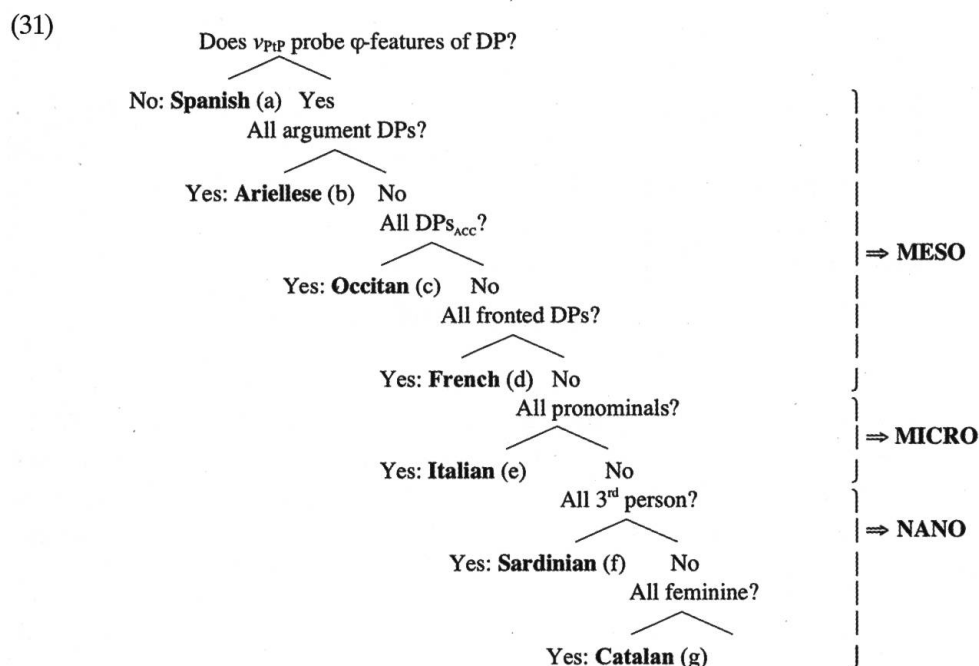 (31)
Does vPtP probe φ-features of DP?
No: Spanish (a) Yes
All argument DPs?
Yes: Ariellese (b) No
All DPsACC?
⇒ MESO
Yes: Occitan (c) No
All fronted DPs?
Yes: French (d) No
All pronominals?
⇒ MICRO
Yes: Italian (e) No
All 3rd person?
⇒ NANO
Yes: Sardinian (f) No
All feminine?
Yes: Catalan (g)